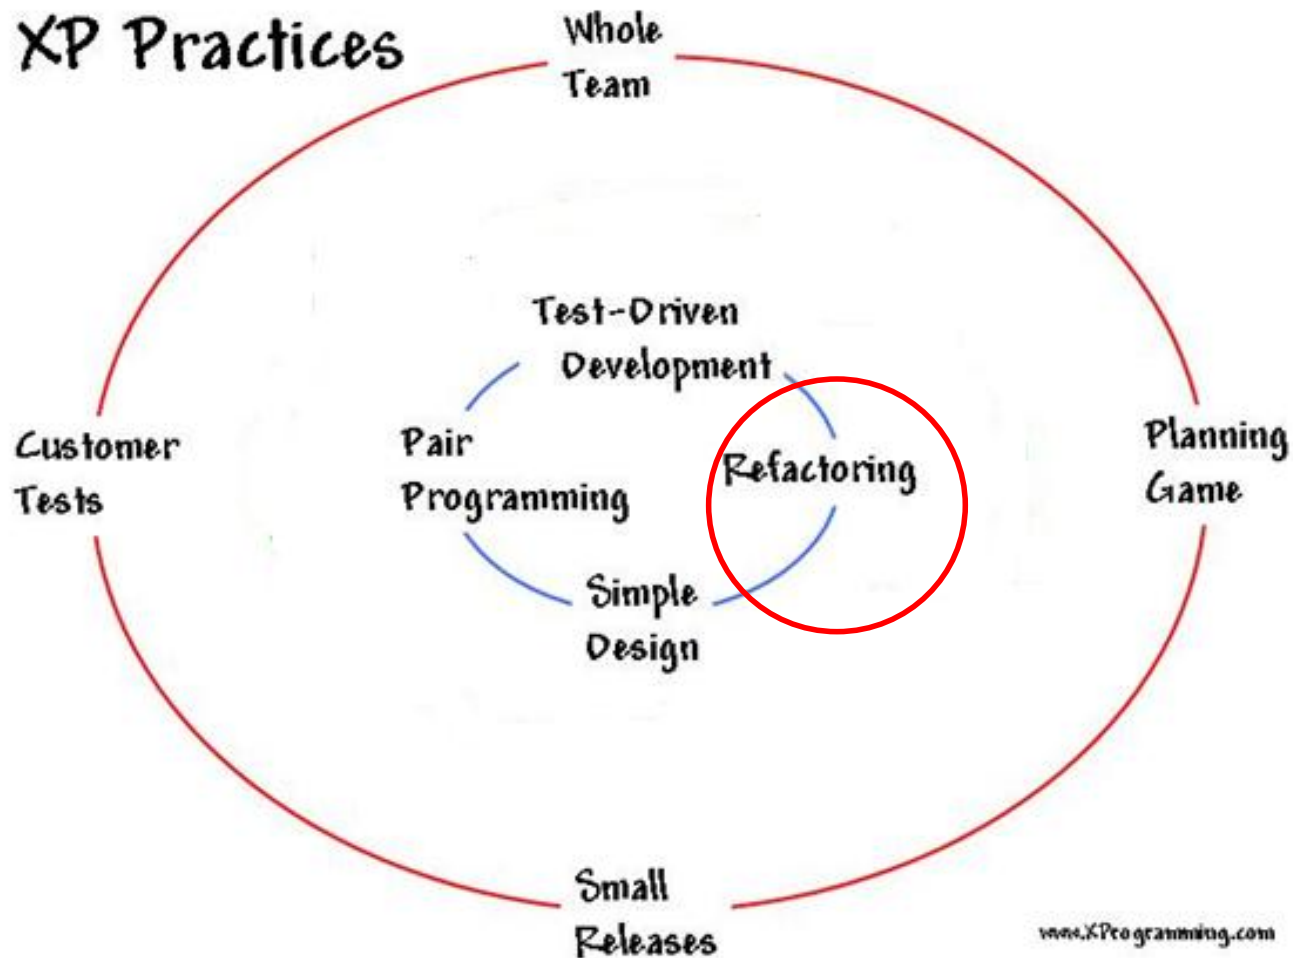 XP Practices
Whole
Team
Test-Driven
Development
Customer
Tests
Pair
Programming
Refactoring
Planning
Game
Simple
Design
Small
Releases
www.XProgramming.com